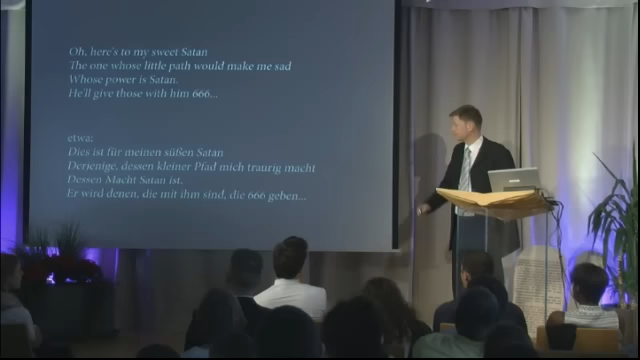 Oh, here's to my sweet Satan
The one whose little path would make me sad
Whose power is Satan.
He'll give those with him 666...
etwa:
Dies ist für meinen süßen Satan
Derjenige, dessen kleiner Pfad mich traurig macht
Dessen Macht Satan ist.
Er wird denen, die mit ihm sind, die 666 geben...